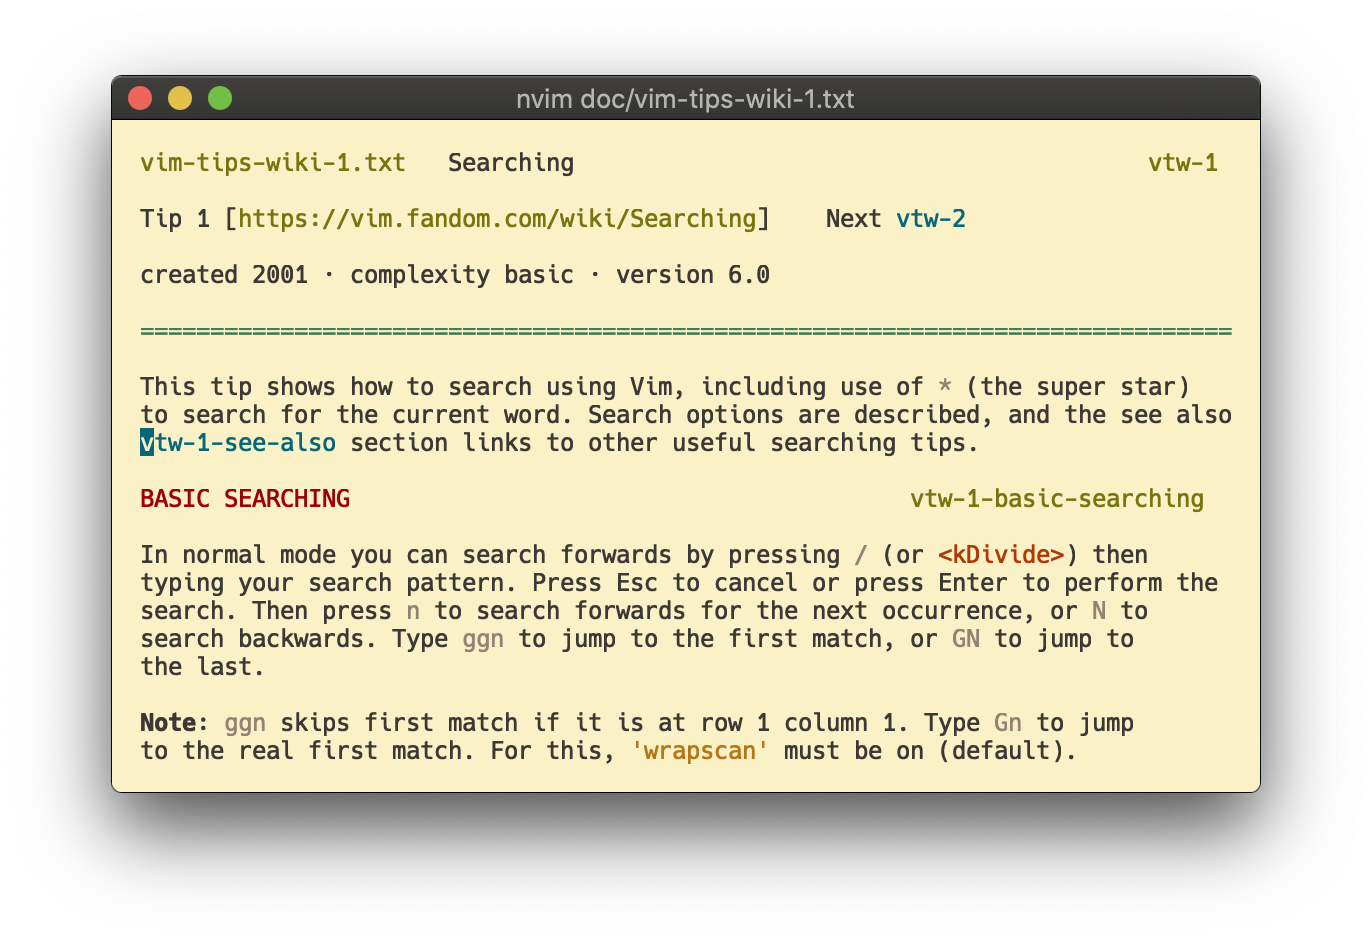 nvim doc/vim-tips-wiki-1.txt
vim-tips-wiki-1.txt   Searching                                         vtw-1
Tip 1 [https://vim.fandom.com/wiki/Searching]    Next vtw-2
created 2001 · complexity basic · version 6.0
==============================================================================
This tip shows how to search using Vim, including use of * (the super star)
to search for the current word. Search options are described, and the see also
vtw-1-see-also section links to other useful searching tips.
BASIC SEARCHING                                        vtw-1-basic-searching
In normal mode you can search forwards by pressing / (or <kDivide>) then
typing your search pattern. Press Esc to cancel or press Enter to perform the
search. Then press n to search forwards for the next occurrence, or N to
search backwards. Type ggn to jump to the first match, or GN to jump to
the last.
Note: ggn skips first match if it is at row 1 column 1. Type Gn to jump
to the real first match. For this, 'wrapscan' must be on (default).